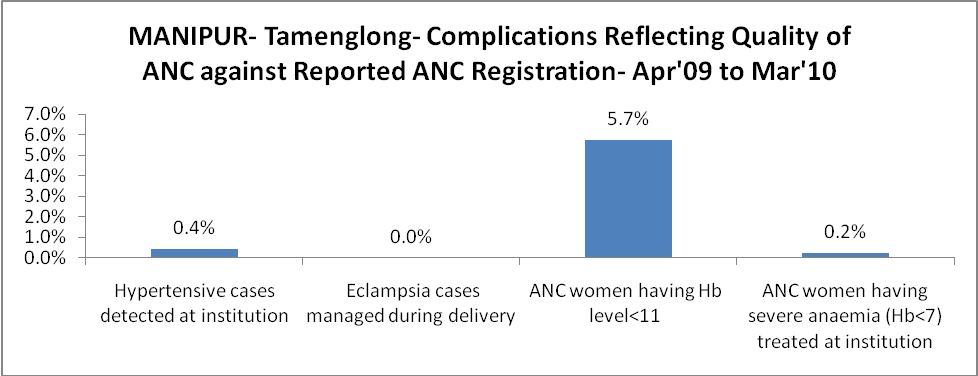 MANIPUR- Tamenglong- Complications Reflecting Quality of
ANC against Reported ANC Registration- Apr'09 to Mar'10
7.0%
6.0%
5.0%
4.0%
3.0%
2.0%
1.0%
0.0%
0.4%
0.0%
5.7%
0.2%
Hypertensive cases
detected at institution
Eclampsia cases
managed during delivery
ANC women having Hb
level<11
ANC women having
severe anaemia (Hb<7)
treated at institution